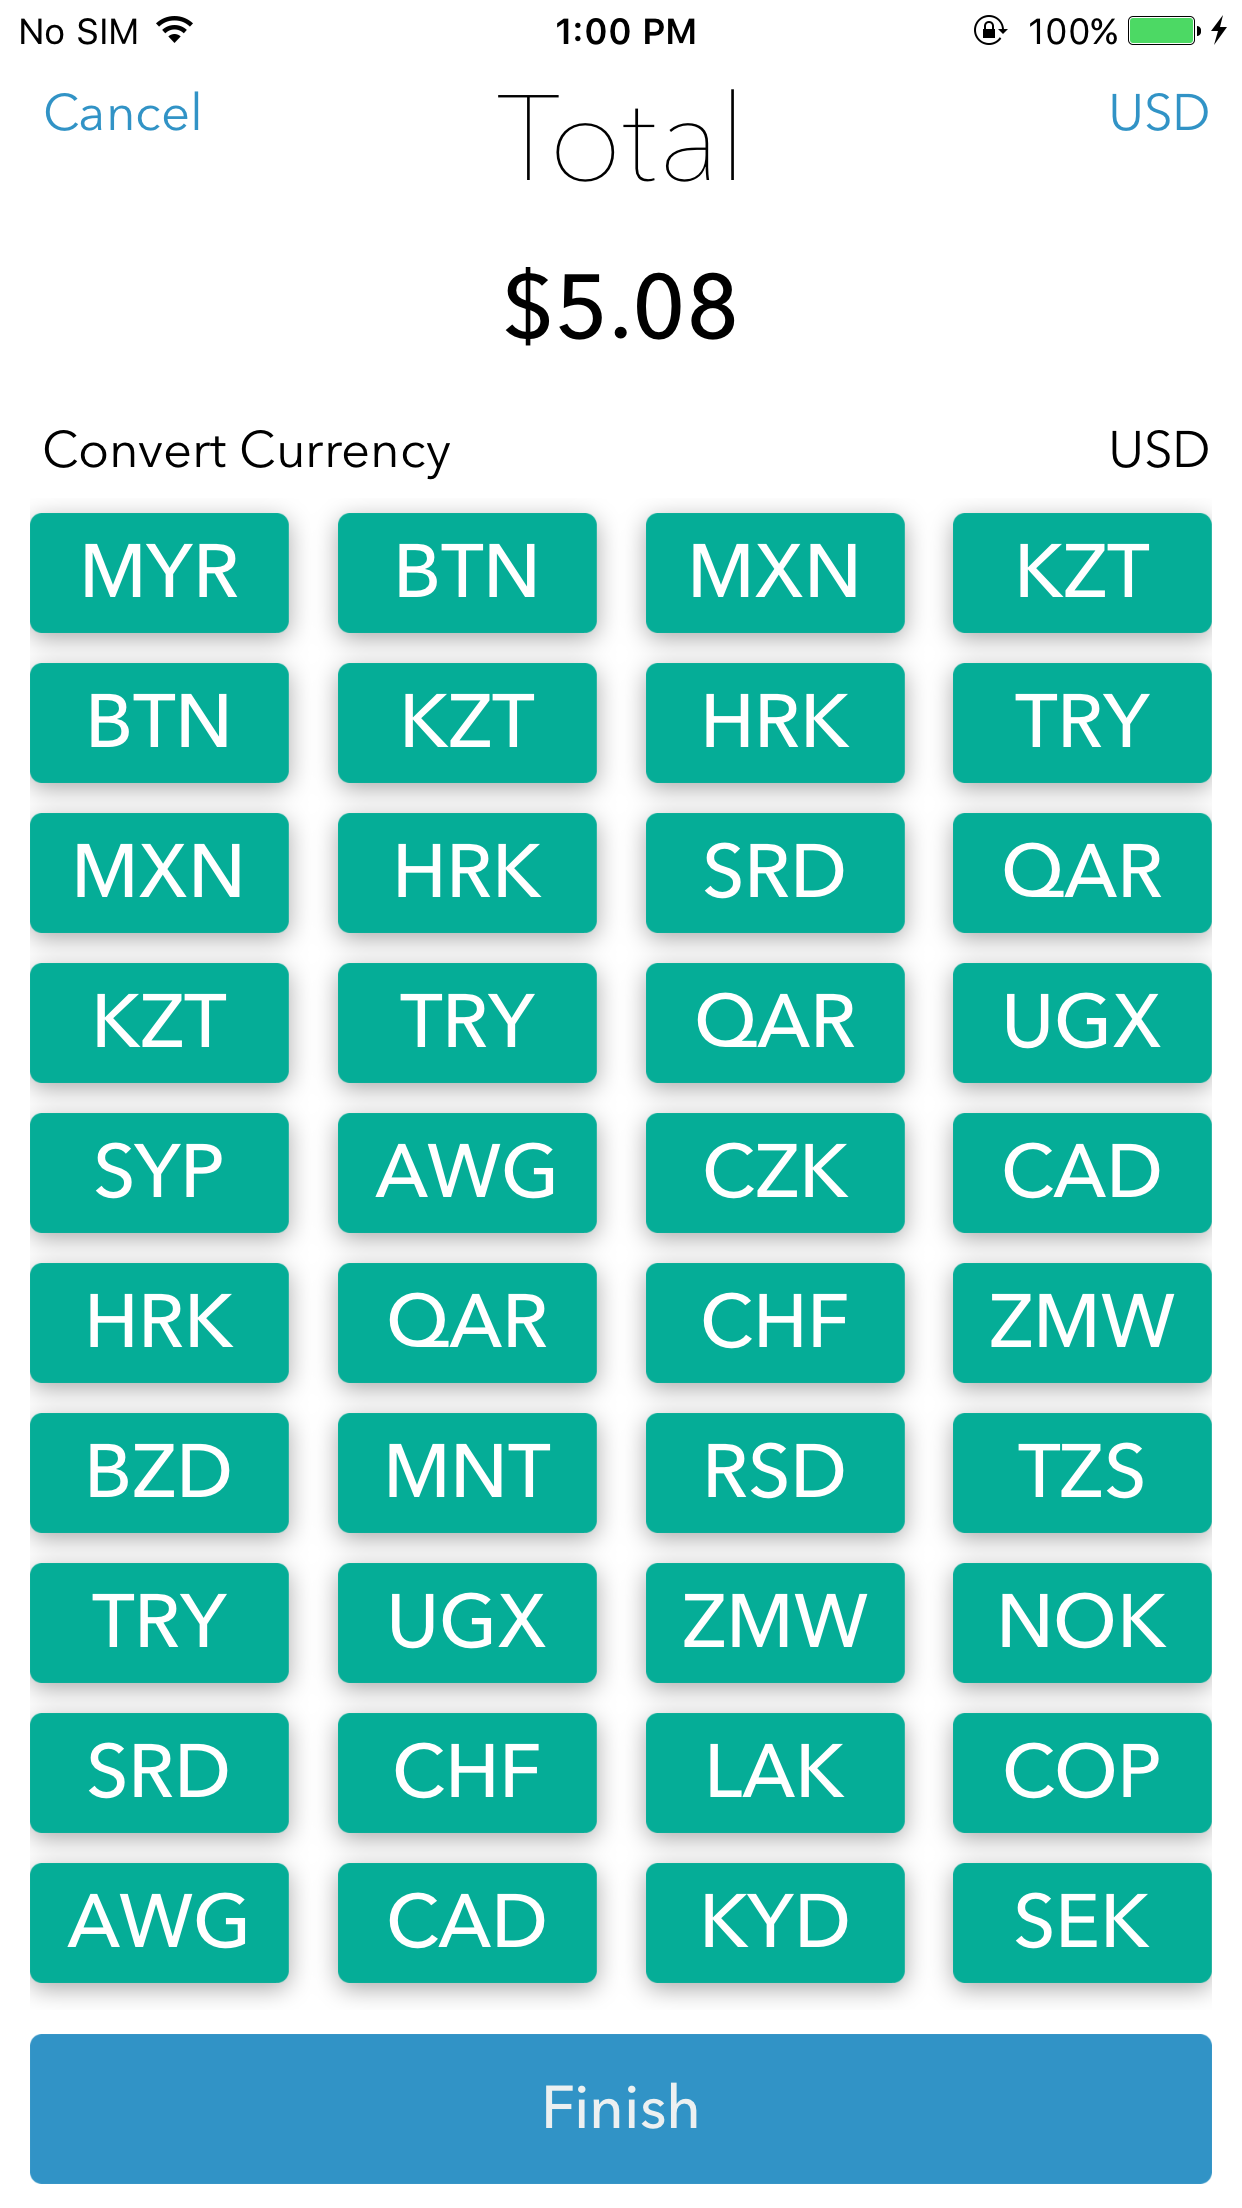 No SIM 1:00 PM 100%
Cancel Total USD
$5.08
Convert Currency USD
MYR BTN MXN KZT
BTN KZT HRK TRY
MXN HRK SRD QAR
KZT TRY QAR UGX
SYP AWG CZK CAD
HRK QAR CHF ZMW
BZD MNT RSD TZS
TRY UGX ZMW NOK
SRD CHF LAK COP
AWG CAD KYD SEK
Finish